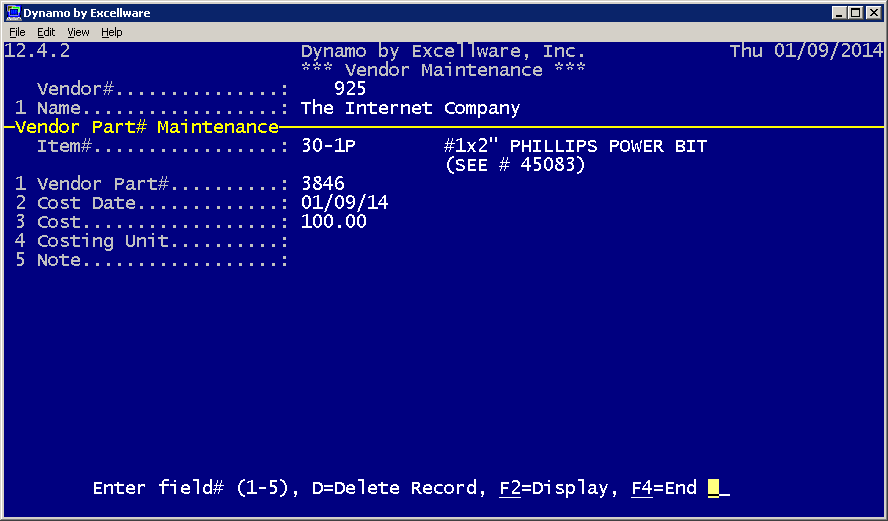 Dynamo by Excellware
File Edit View Help
12.4.2 Dynamo by Excellware, Inc. Thu 01/09/2014
*** Vendor Maintenance ***
Vendor#...............: 925
1 Name..................: The Internet Company
Vendor Part# Maintenance
Item#.................: 30-1P #1x2" PHILLIPS POWER BIT
(SEE # 45083)
1 Vendor Part#..........: 3846
2 Cost Date.............: 01/09/14
3 Cost..................: 100.00
4 Costing Unit..........:
5 Note..................:
Enter field# (1-5), D=Delete Record, F2=Display, F4=End